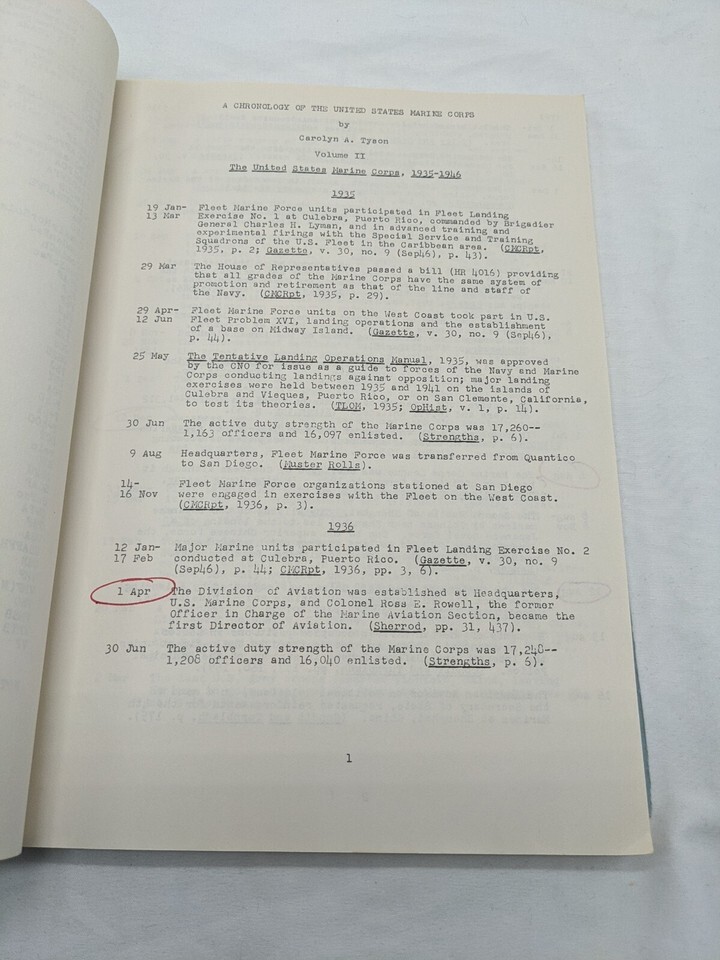 A CHRONOLOGY OF THE UNITED STATES MARINE CORPS
by
Carolyn A. Tyson
Volume II
The United States Marine Corps, 1935-1946
1935
19 Jan- Fleet Marine Force units participated in Fleet Landing
13 Mar Exercise No. 1 at Culebra, Puerto Rico, commanded by Brigadier
General Charles H. Lyman, and in advanced training and
experimental firings with the Special Service and Training
Squadrons of the U.S. Fleet in the Caribbean area. (CMCRpt,
1935, p. 2; Gazette, v. 30, no. 9 (Sep46), p. 43).
29 Mar The House of Representatives passed a bill (HR 4016) providing
that all grades of the Marine Corps have the same system of
promotion and retirement as that of the line and staff of
the Navy. (CMCRpt, 1935, p. 29).
29 Apr- Fleet Marine Force units on the West Coast took part in U.S.
12 Jun Fleet Problem XVI, landing operations and the establishment
of a base on Midway Island. (Gazette, v. 30, no. 9 (Sep46),
p. 44).
25 May The Tentative Landing Operations Manual, 1935, was approved
by the CNO for issue as a guide to forces of the Navy and Marine
Corps conducting landings against opposition; major landing
exercises were held between 1935 and 1941 on the islands of
Culebra and Vieques, Puerto Rico, or on San Clemente, California,
to test its theories. (TLOM, 1935; OpHist, v. 1, p. 14).
30 Jun The active duty strength of the Marine Corps was 17,260--
1,163 officers and 16,097 enlisted. (Strengths, p. 6).
9 Aug Headquarters, Fleet Marine Force was transferred from Quantico
to San Diego. (Muster Rolls).
14- Fleet Marine Force organizations stationed at San Diego
16 Nov were engaged in exercises with the Fleet on the West Coast.
(CMCRpt, 1936, p. 3).
1936
12 Jan- Major Marine units participated in Fleet Landing Exercise No. 2
17 Feb conducted at Culebra, Puerto Rico. (Gazette, v. 30, no. 9
(Sep46), p. 44; CMCRpt, 1936, pp. 3, 6).
1 Apr The Division of Aviation was established at Headquarters,
U.S. Marine Corps, and Colonel Ross E. Rowell, the former
Officer in Charge of the Marine Aviation Section, became the
first Director of Aviation. (Sherrod, pp. 31, 437).
30 Jun The active duty strength of the Marine Corps was 17,248--
1,208 officers and 16,040 enlisted. (Strengths, p. 6).
1